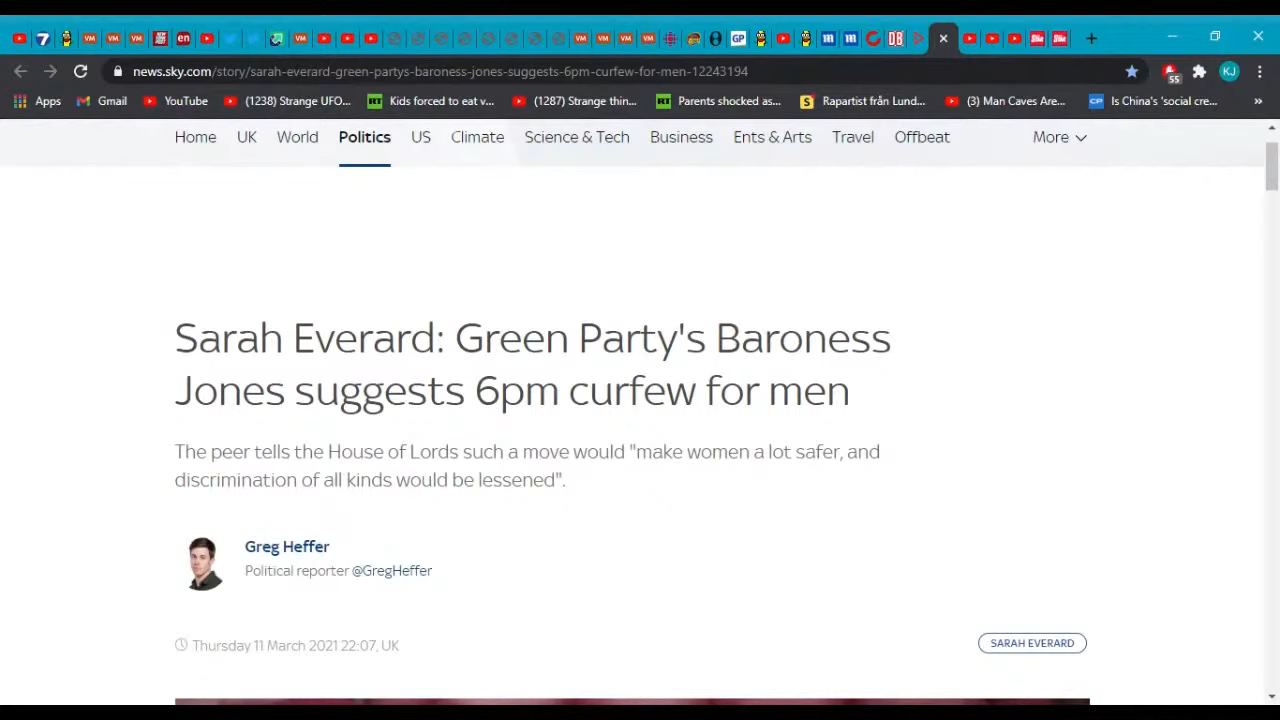 news.sky.com/story/sarah-everard-green-partys-baroness-jones-suggests-6pm-curfew-for-men-12243194
55
KJ
Apps Gmail YouTube (1238) Strange UFO... RT Kids forced to eat v... (1287) Strange thin... RT Parents shocked as... S Rapartist från Lund... (3) Man Caves Are... CP Is China's 'social cre... »
Home UK World Politics US Climate Science & Tech Business Ents & Arts Travel Offbeat More
Sarah Everard: Green Party's Baroness
Jones suggests 6pm curfew for men
The peer tells the House of Lords such a move would "make women a lot safer, and
discrimination of all kinds would be lessened".
Greg Heffer
Political reporter @GregHeffer
Thursday 11 March 2021 22:07, UK
SARAH EVERARD